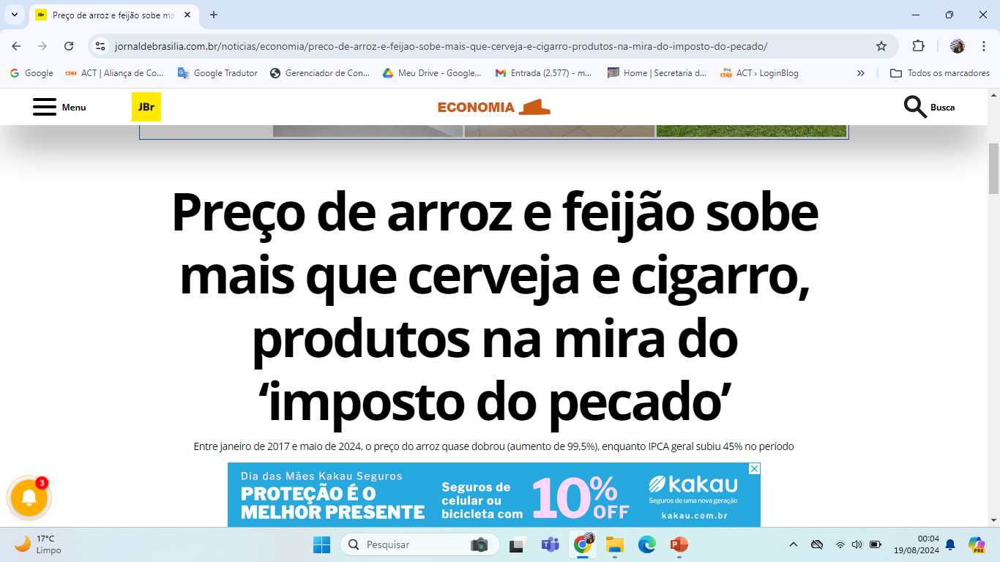 JBr Preço de arroz e feijão sobe ma
jornaldebrasilia.com.br/noticias/economia/preco-de-arroz-e-feijao-sobe-mais-que-cerveja-e-cigarro-produtos-na-mira-do-imposto-do-pecado/
Google ACT | Aliança de Co... Google Tradutor Gerenciador de Con... Meu Drive - Google... Entrada (2.577) - m... Home | Secretaria d... ACT › LoginBlog » Todos os marcadores
Menu JBr ECONOMIA Busca
Preço de arroz e feijão sobe
mais que cerveja e cigarro,
produtos na mira do
‘imposto do pecado’
Entre janeiro de 2017 e maio de 2024, o preço do arroz quase dobrou (aumento de 99,5%), enquanto IPCA geral subiu 45% no período
Dia das Mães Kakau Seguros
PROTEÇÃO É O
MELHOR PRESENTE
Seguros de
celular ou
bicicleta com
10% OFF
kakau
Seguros de uma nova geração
kakau.com.br
3
17°C
Limpo
Pesquisar
PRE
00:04
19/08/2024